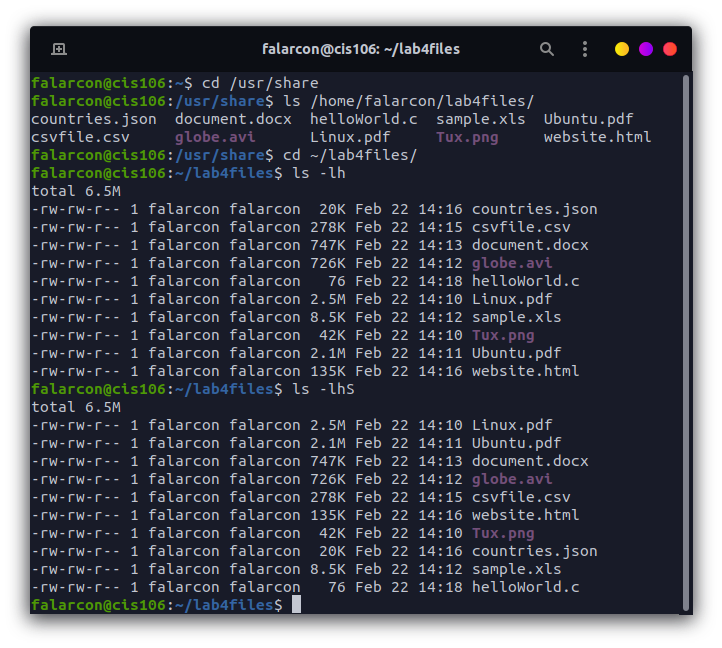 falarcon@cis106: ~/lab4files
falarcon@cis106:~$ cd /usr/share
falarcon@cis106:/usr/share$ ls /home/falarcon/lab4files/
countries.json  document.docx  helloWorld.c  sample.xls  Ubuntu.pdf
csvfile.csv     globe.avi      Linux.pdf     Tux.png     website.html
falarcon@cis106:/usr/share$ cd ~/lab4files/
falarcon@cis106:~/lab4files$ ls -lh
total 6.5M
-rw-rw-r-- 1 falarcon falarcon  20K Feb 22 14:16 countries.json
-rw-rw-r-- 1 falarcon falarcon 278K Feb 22 14:15 csvfile.csv
-rw-rw-r-- 1 falarcon falarcon 747K Feb 22 14:13 document.docx
-rw-rw-r-- 1 falarcon falarcon 726K Feb 22 14:12 globe.avi
-rw-rw-r-- 1 falarcon falarcon   76 Feb 22 14:18 helloWorld.c
-rw-rw-r-- 1 falarcon falarcon 2.5M Feb 22 14:10 Linux.pdf
-rw-rw-r-- 1 falarcon falarcon 8.5K Feb 22 14:12 sample.xls
-rw-rw-r-- 1 falarcon falarcon  42K Feb 22 14:10 Tux.png
-rw-rw-r-- 1 falarcon falarcon 2.1M Feb 22 14:11 Ubuntu.pdf
-rw-rw-r-- 1 falarcon falarcon 135K Feb 22 14:16 website.html
falarcon@cis106:~/lab4files$ ls -lhS
total 6.5M
-rw-rw-r-- 1 falarcon falarcon 2.5M Feb 22 14:10 Linux.pdf
-rw-rw-r-- 1 falarcon falarcon 2.1M Feb 22 14:11 Ubuntu.pdf
-rw-rw-r-- 1 falarcon falarcon 747K Feb 22 14:13 document.docx
-rw-rw-r-- 1 falarcon falarcon 726K Feb 22 14:12 globe.avi
-rw-rw-r-- 1 falarcon falarcon 278K Feb 22 14:15 csvfile.csv
-rw-rw-r-- 1 falarcon falarcon 135K Feb 22 14:16 website.html
-rw-rw-r-- 1 falarcon falarcon  42K Feb 22 14:10 Tux.png
-rw-rw-r-- 1 falarcon falarcon  20K Feb 22 14:16 countries.json
-rw-rw-r-- 1 falarcon falarcon 8.5K Feb 22 14:12 sample.xls
-rw-rw-r-- 1 falarcon falarcon   76 Feb 22 14:18 helloWorld.c
falarcon@cis106:~/lab4files$